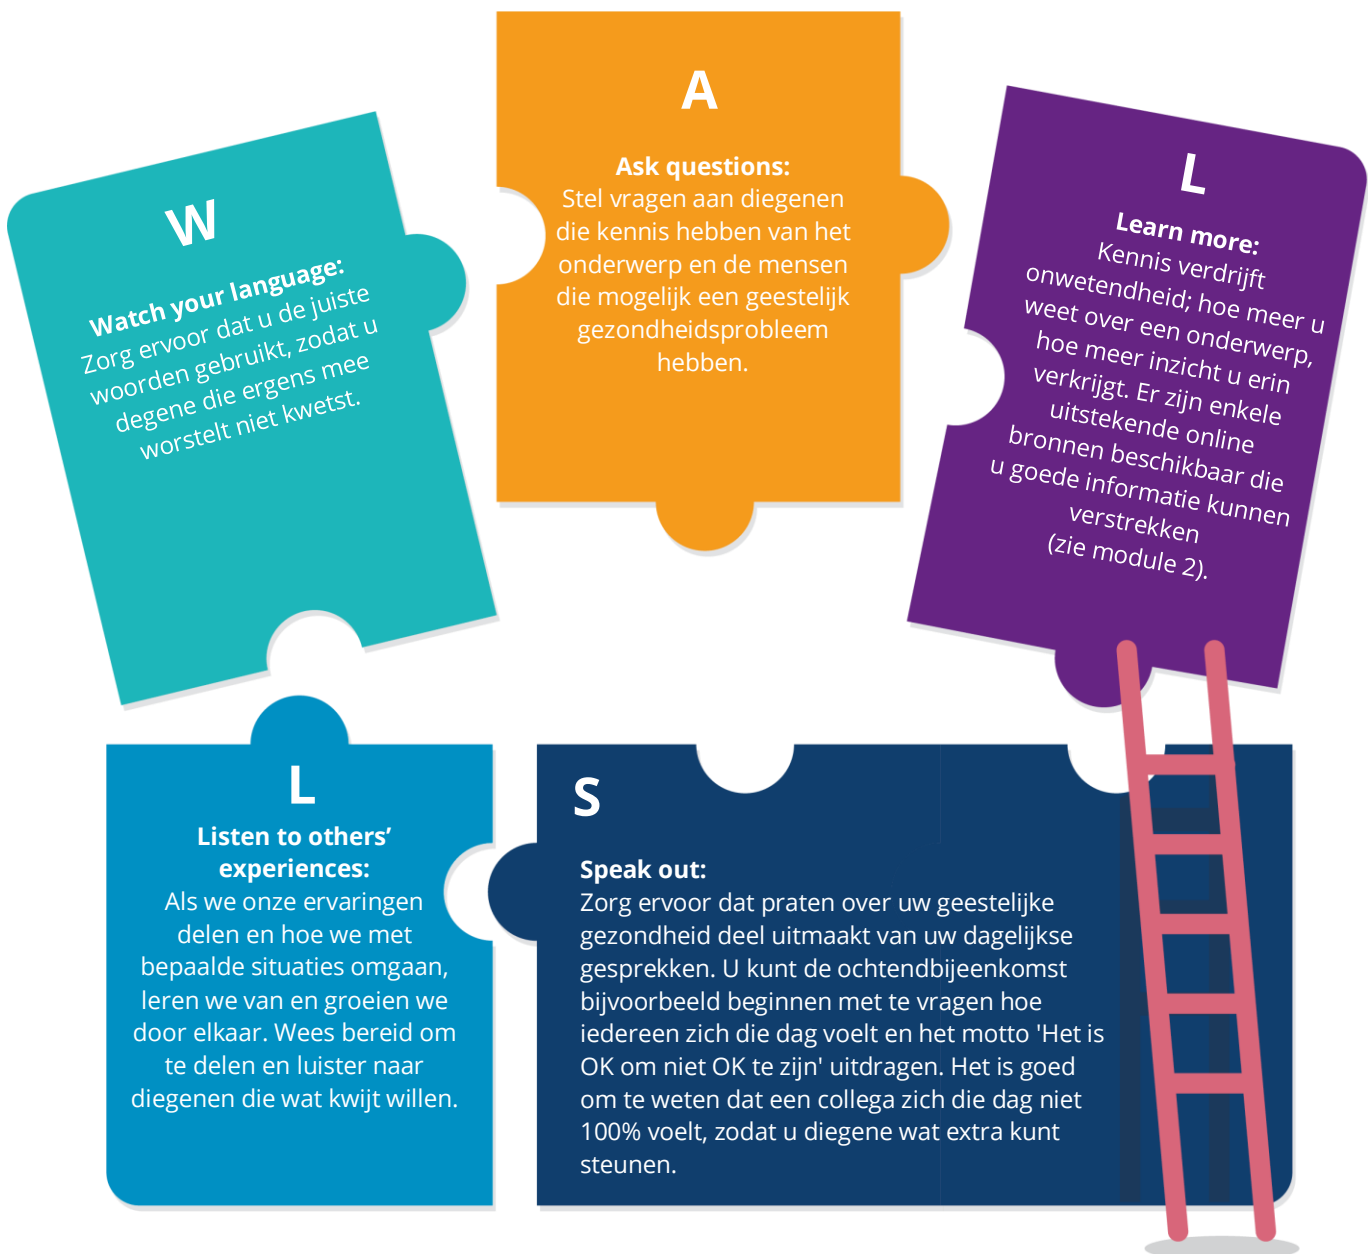 W
Watch your language:
Zorg ervoor dat u de juiste
woorden gebruikt, zodat u
degene die ergens mee
worstelt niet kwetst.
A
Ask questions:
Stel vragen aan diegenen
die kennis hebben van het
onderwerp en de mensen
die mogelijk een geestelijk
gezondheidsprobleem
hebben.
L
Learn more:
Kennis verdrijft
onwetendheid; hoe meer u
weet over een onderwerp,
hoe meer inzicht u erin
verkrijgt. Er zijn enkele
uitstekende online
bronnen beschikbaar die
u goede informatie kunnen
verstrekken
(zie module 2).
L
Listen to others’
experiences:
Als we onze ervaringen
delen en hoe we met
bepaalde situaties omgaan,
leren we van en groeien we
door elkaar. Wees bereid om
te delen en luister naar
diegenen die wat kwijt willen.
S
Speak out:
Zorg ervoor dat praten over uw geestelijke
gezondheid deel uitmaakt van uw dagelijkse
gesprekken. U kunt de ochtendbijeenkomst
bijvoorbeeld beginnen met te vragen hoe
iedereen zich die dag voelt en het motto 'Het is
OK om niet OK te zijn' uitdragen. Het is goed
om te weten dat een collega zich die dag niet
100% voelt, zodat u diegene wat extra kunt
steunen.